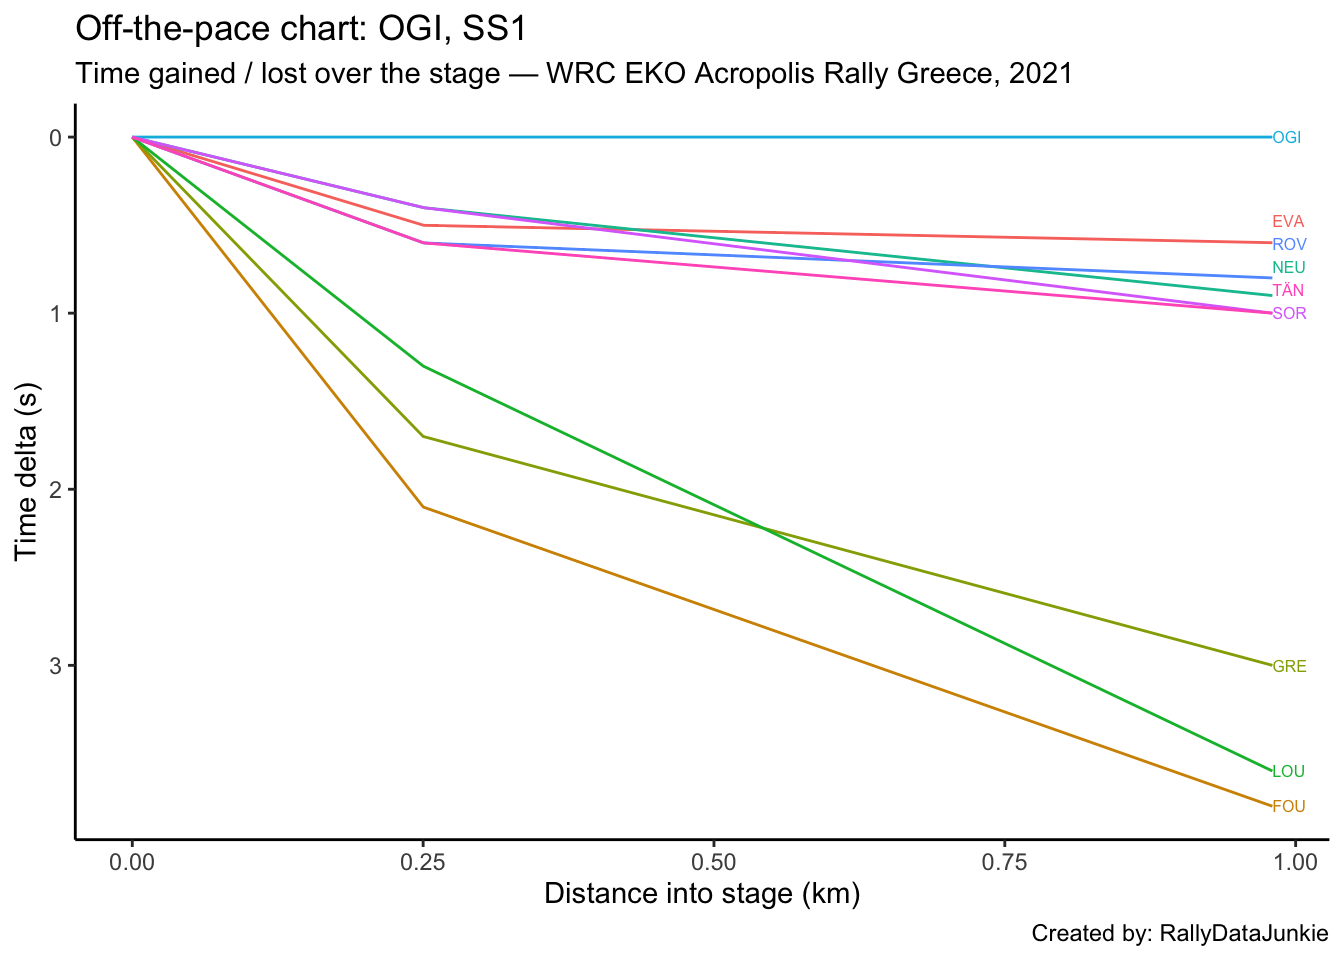 Off-the-pace chart: OGI, SS1
Time gained / lost over the stage — WRC EKO Acropolis Rally Greece, 2021
Time delta (s)
0
1
2
3
OGI
EVA
ROV
NEU
TÄN
SOR
GRE
LOU
FOU
0.00 0.25 0.50 0.75 1.00
Distance into stage (km)
Created by: RallyDataJunkie